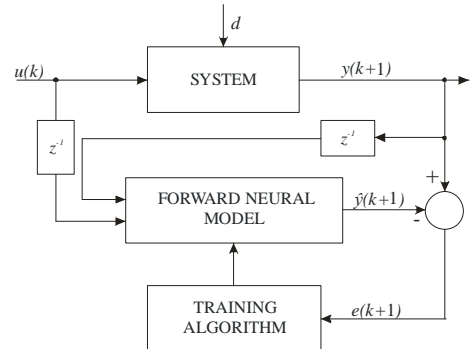 d
u(k)
SYSTEM
y(k+1)
z⁻¹
z⁻¹
+
FORWARD NEURAL
MODEL
ŷ(k+1)
-
TRAINING
ALGORITHM
e(k+1)